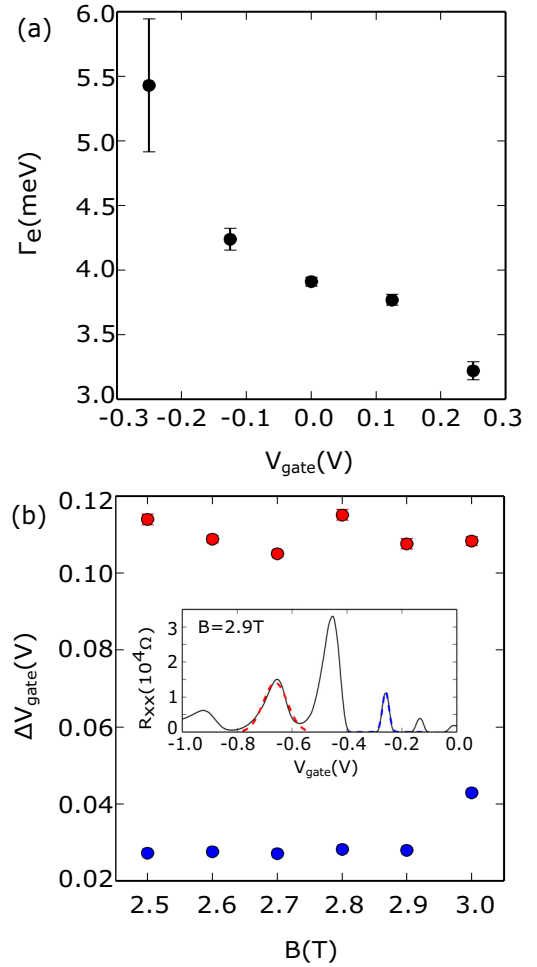 (a)
6.0
5.5
5.0
4.5
4.0
3.0
Γe(meV)
-0.3 -0.2 -0.1 0.0 0.1 0.2 0.3
Vgate(V)
(b)
0.12
0.10
0.08
0.06
0.04
0.02
ΔVgate(V)
B=2.9T
3
2
1
0
RXX(10⁴Ω)
-1.0 -0.8 -0.6 -0.4 -0.8 -0.2 0.0
Vgate(V)
2.5 2.6 2.7 2.8 2.9 3.0
B(T)